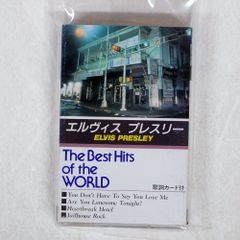 エルヴィス プレスリー
ELVIS PRESLEY
The Best Hits
of the
WORLD
歌詞カード付
■You Don't Have To Say You Love Me
■Are You Lonesome Tonight?
■Heartbreak Hotel
■Jailhouse Rock